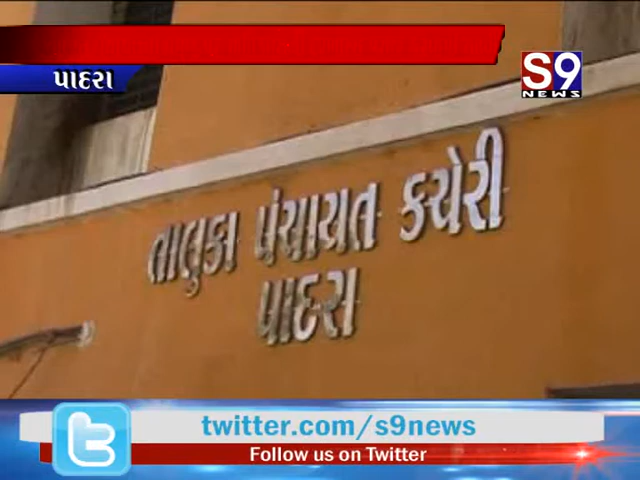 પાદરા
S9
NEWS
તાલુકા પંચાયત કચેરી
પાદરા
twitter.com/s9news
Follow us on Twitter